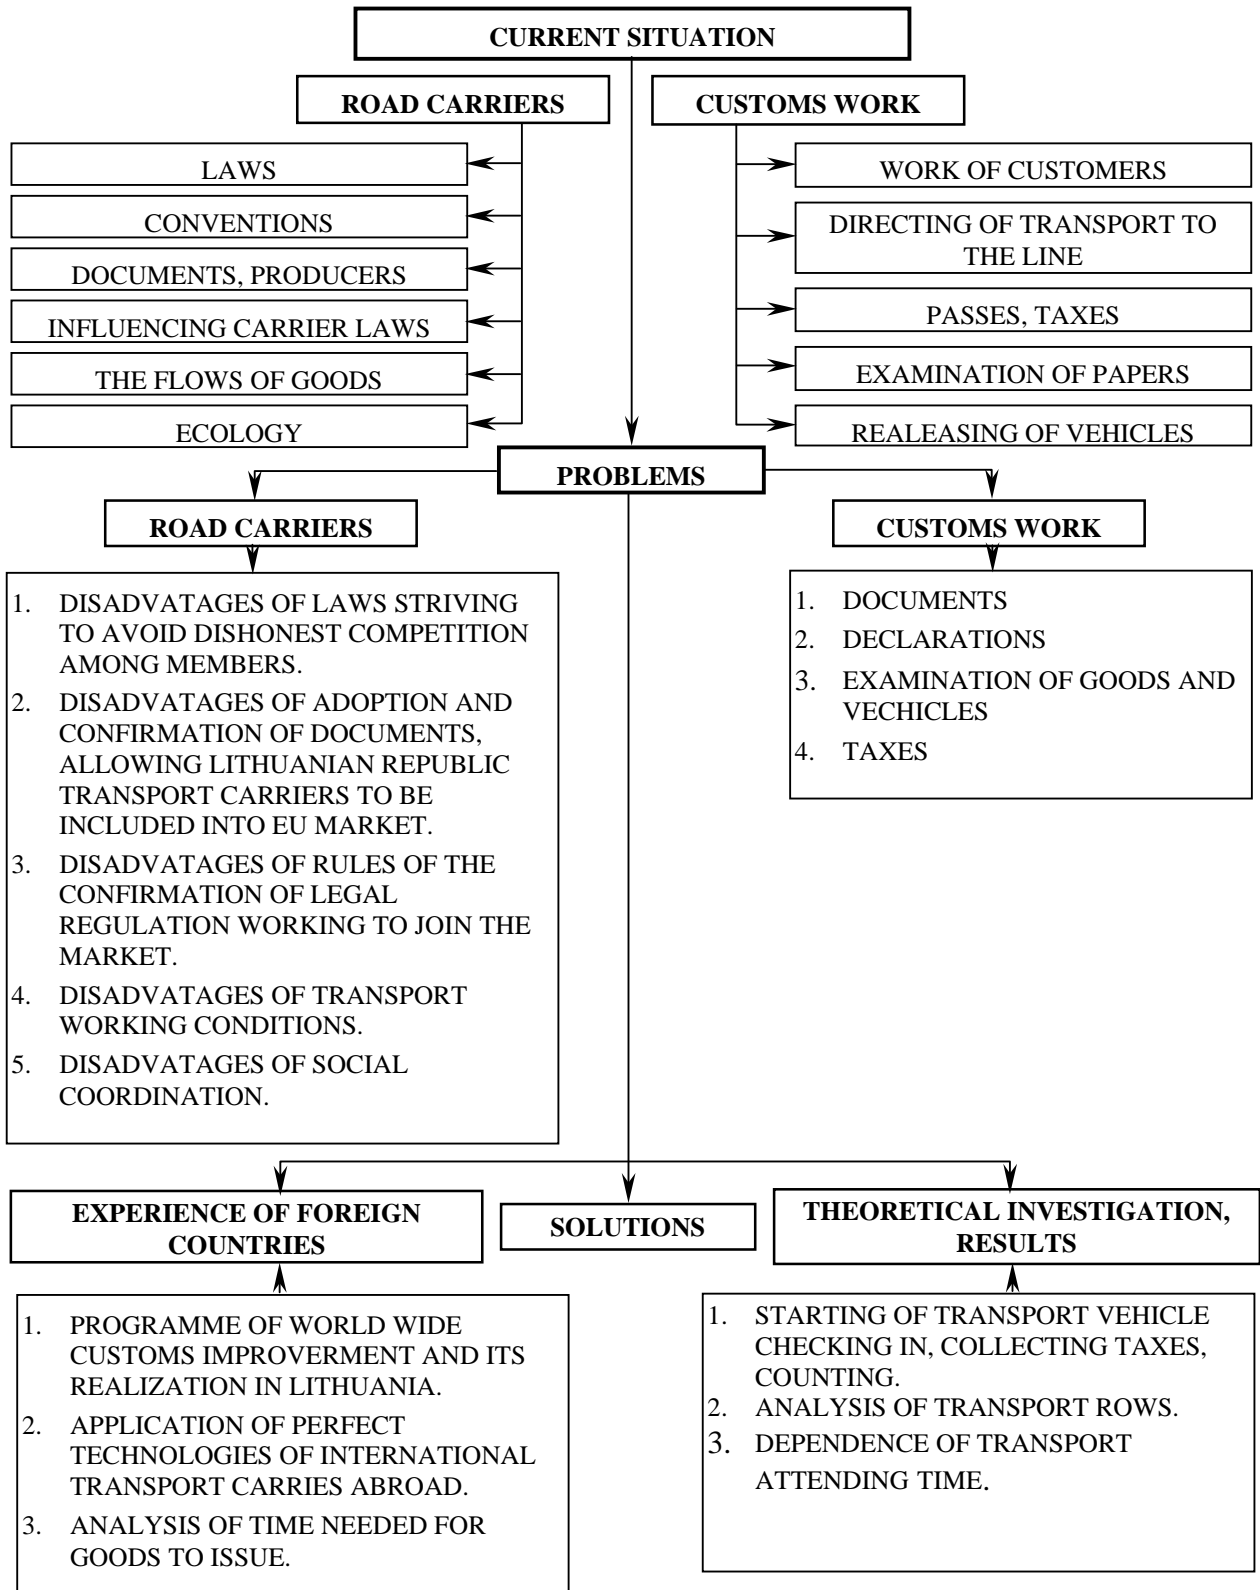 CURRENT SITUATION
ROAD CARRIERS
LAWS
CONVENTIONS
DOCUMENTS, PRODUCERS
INFLUENCING CARRIER LAWS
THE FLOWS OF GOODS
ECOLOGY
CUSTOMS WORK
WORK OF CUSTOMERS
DIRECTING OF TRANSPORT TO
THE LINE
PASSES, TAXES
EXAMINATION OF PAPERS
REALEASING OF VEHICLES
PROBLEMS
ROAD CARRIERS
1. DISADVATAGES OF LAWS STRIVING
TO AVOID DISHONEST COMPETITION
AMONG MEMBERS.
2. DISADVATAGES OF ADOPTION AND
CONFIRMATION OF DOCUMENTS,
ALLOWING LITHUANIAN REPUBLIC
TRANSPORT CARRIERS TO BE
INCLUDED INTO EU MARKET.
3. DISADVATAGES OF RULES OF THE
CONFIRMATION OF LEGAL
REGULATION WORKING TO JOIN THE
MARKET.
4. DISADVATAGES OF TRANSPORT
WORKING CONDITIONS.
5. DISADVATAGES OF SOCIAL
COORDINATION.
CUSTOMS WORK
1. DOCUMENTS
2. DECLARATIONS
3. EXAMINATION OF GOODS AND
VECHICLES
4. TAXES
EXPERIENCE OF FOREIGN
COUNTRIES
1. PROGRAMME OF WORLD WIDE
CUSTOMS IMPROVERMENT AND ITS
REALIZATION IN LITHUANIA.
2. APPLICATION OF PERFECT
TECHNOLOGIES OF INTERNATIONAL
TRANSPORT CARRIES ABROAD.
3. ANALYSIS OF TIME NEEDED FOR
GOODS TO ISSUE.
SOLUTIONS
THEORETICAL INVESTIGATION,
RESULTS
1. STARTING OF TRANSPORT VEHICLE
CHECKING IN, COLLECTING TAXES,
COUNTING.
2. ANALYSIS OF TRANSPORT ROWS.
3. DEPENDENCE OF TRANSPORT
ATTENDING TIME.